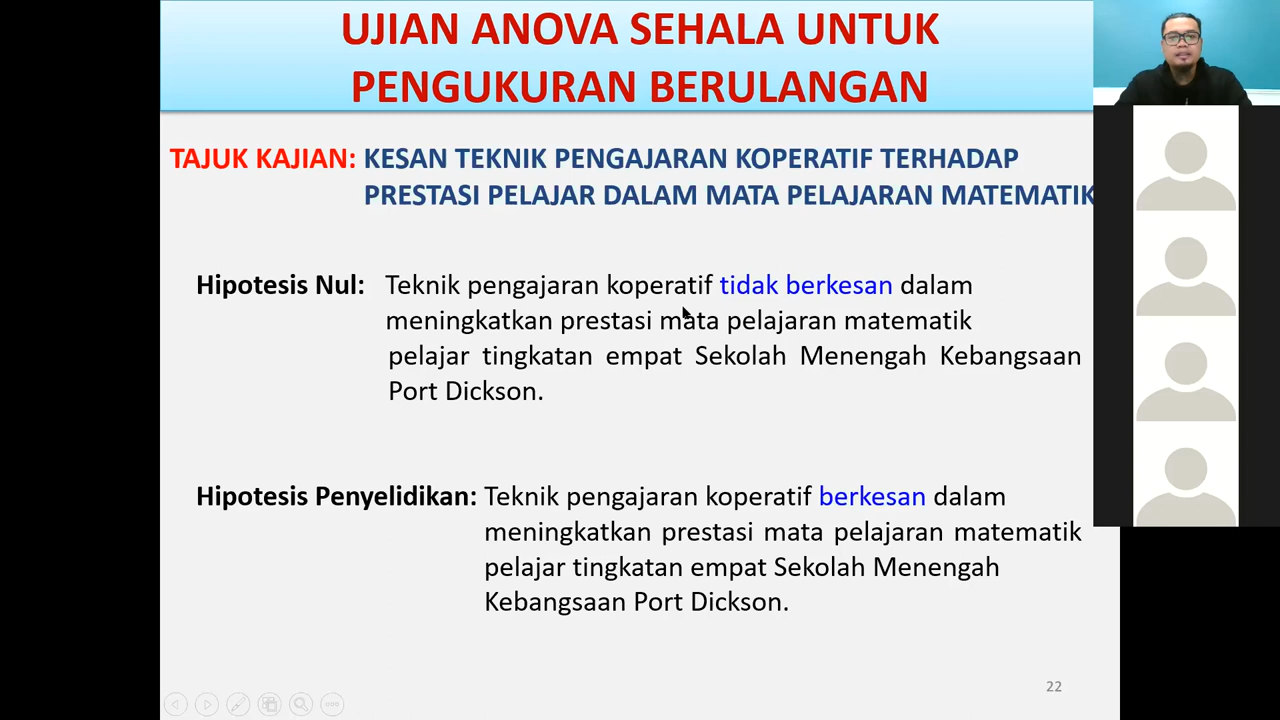 UJIAN ANOVA SEHALA UNTUK
PENGUKURAN BERULANGAN
TAJUK KAJIAN: KESAN TEKNIK PENGAJARAN KOPERATIF TERHADAP
PRESTASI PELAJAR DALAM MATA PELAJARAN MATEMATIK
Hipotesis Nul: Teknik pengajaran koperatif tidak berkesan dalam
meningkatkan prestasi mata pelajaran matematik
pelajar tingkatan empat Sekolah Menengah Kebangsaan
Port Dickson.
Hipotesis Penyelidikan: Teknik pengajaran koperatif berkesan dalam
meningkatkan prestasi mata pelajaran matematik
pelajar tingkatan empat Sekolah Menengah
Kebangsaan Port Dickson.
22